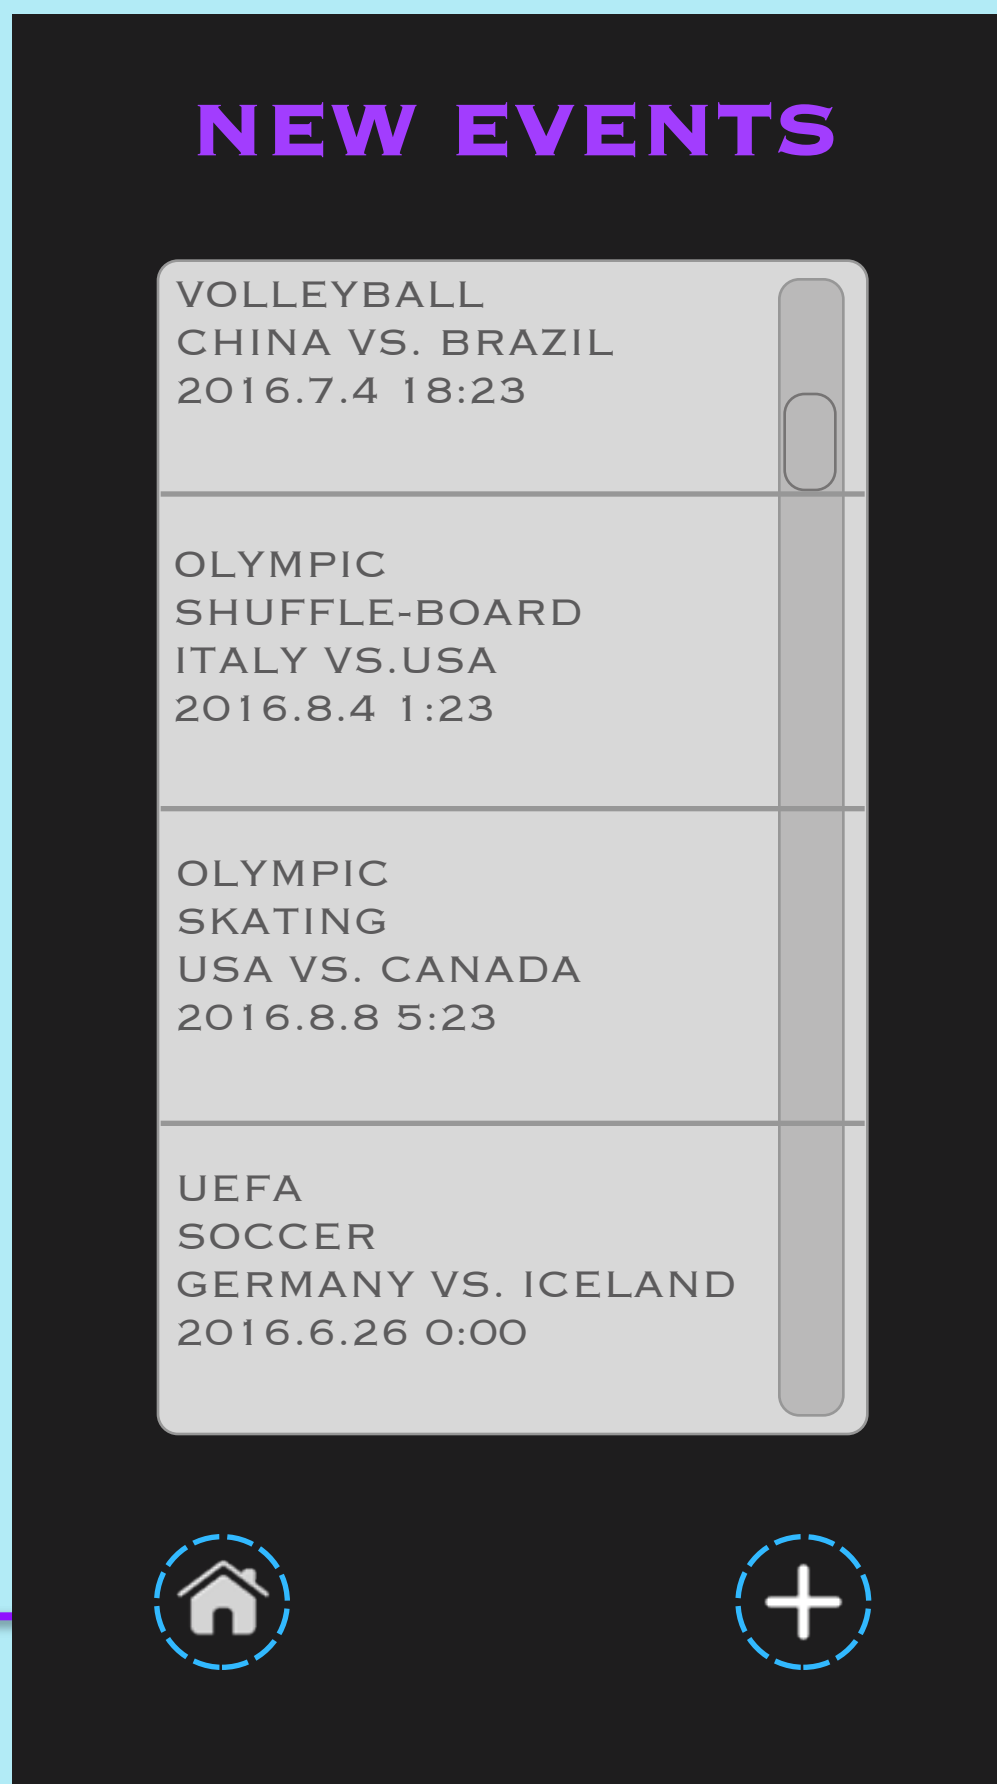 NEW EVENTS
VOLLEYBALL
CHINA VS. BRAZIL
2016.7.4 18:23
OLYMPIC
SHUFFLE-BOARD
ITALY VS.USA
2016.8.4 1:23
OLYMPIC
SKATING
USA VS. CANADA
2016.8.8 5:23
UEFA
SOCCER
GERMANY VS. ICELAND
2016.6.26 0:00